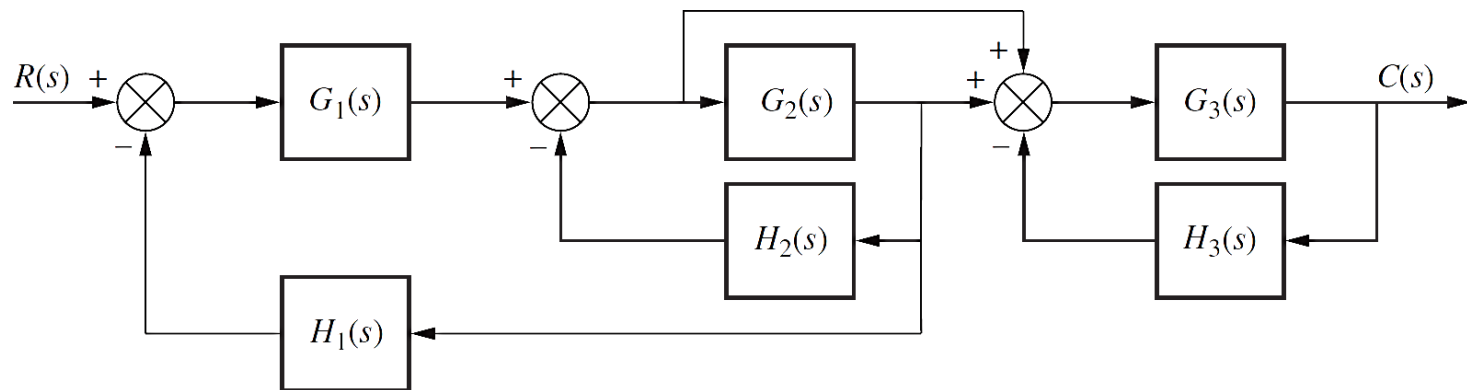 +
R(s) + G₁(s) + G₂(s) + G₃(s) C(s)
− − −
H₂(s) H₃(s)
H₁(s)